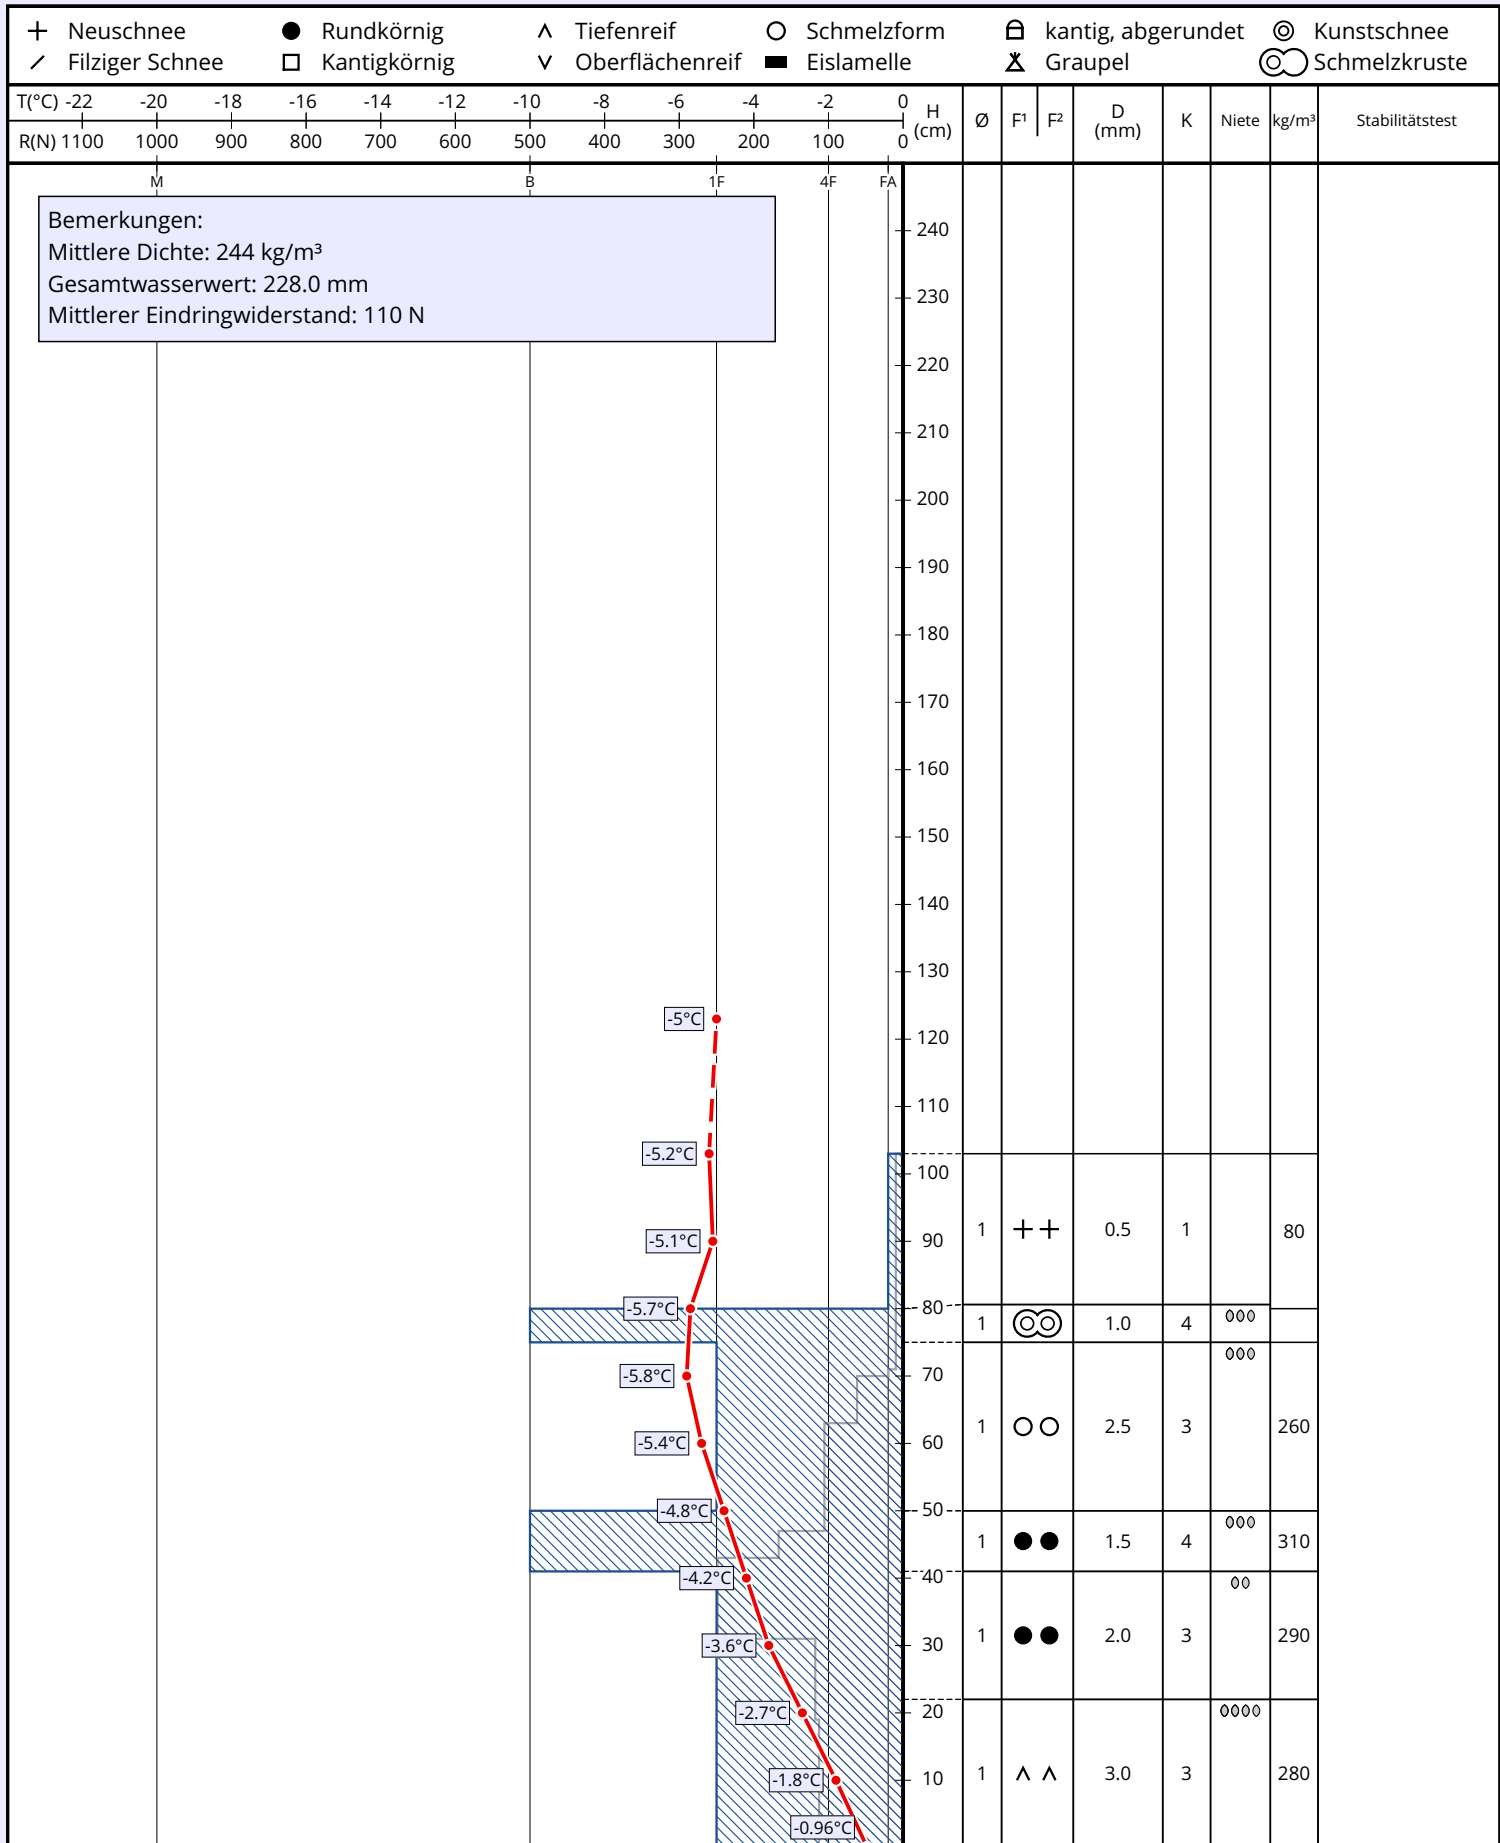 Neuschnee Rundkörnig Tiefenreif Schmelzform kantig, abgerundet Kunstschnee
Filziger Schnee Kantigkörnig Oberflächenreif Eislamelle Graupel Schmelzkruste
T(°C) -22 -20 -18 -16 -14 -12 -10 -8 -6 -4 -2 0
R(N) 1100 1000 900 800 700 600 500 400 300 200 100 0
H (cm) Ø F¹ F² D (mm) K Niete kg/m³ Stabilitätstest
M B 1F 4F FA
Bemerkungen:
Mittlere Dichte: 244 kg/m³
Gesamtwasserwert: 228.0 mm
Mittlerer Eindringwiderstand: 110 N
240
230
220
210
200
190
180
170
160
150
140
130
-5°C
120
110
-5.2°C
100
1 0.5 1 80
-5.1°C 90
-5.7°C 80
1 1.0 4
-5.8°C 70
1 2.5 3 260
-5.4°C 60
-4.8°C 50
1 1.5 4 310
-4.2°C 40
1 2.0 3 290
-3.6°C 30
-2.7°C 20
1 3.0 3 280
-1.8°C 10
-0.96°C